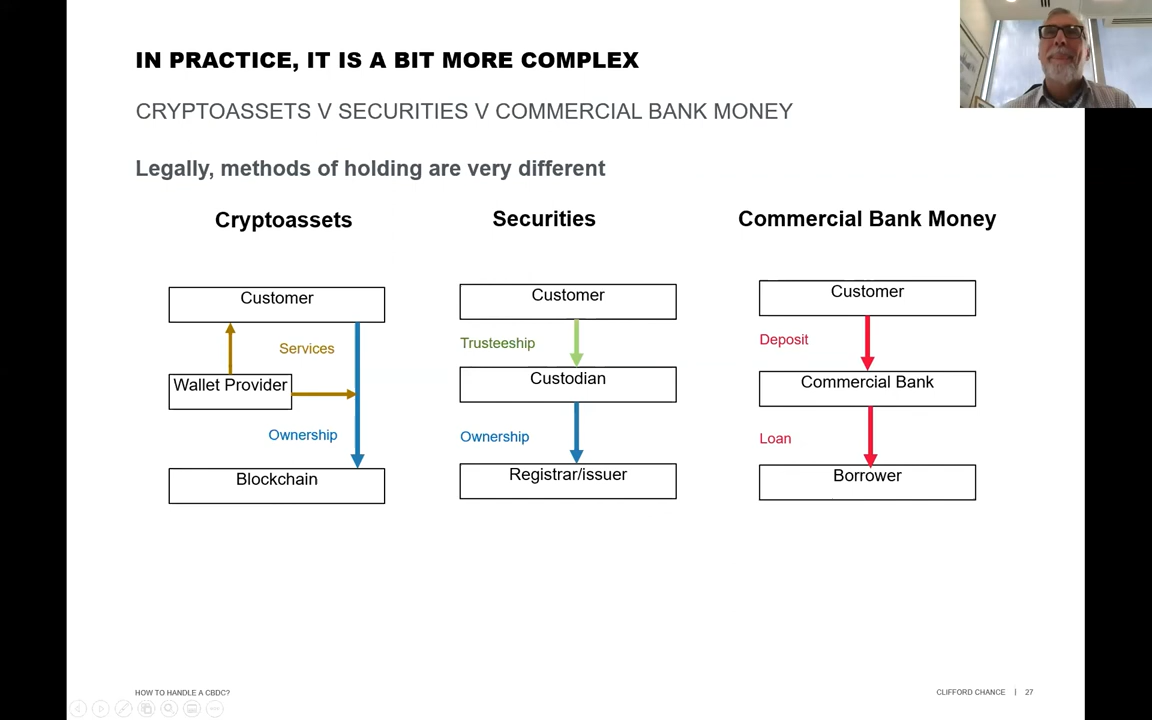 IN PRACTICE, IT IS A BIT MORE COMPLEX
CRYPTOASSETS V SECURITIES V COMMERCIAL BANK MONEY
Legally, methods of holding are very different
Cryptoassets
Customer
Services
Wallet Provider
Ownership
Blockchain
Securities
Customer
Trusteeship
Custodian
Ownership
Registrar/issuer
Commercial Bank Money
Customer
Deposit
Commercial Bank
Loan
Borrower
HOW TO HANDLE A CBDC?
CLIFFORD CHANCE | 27